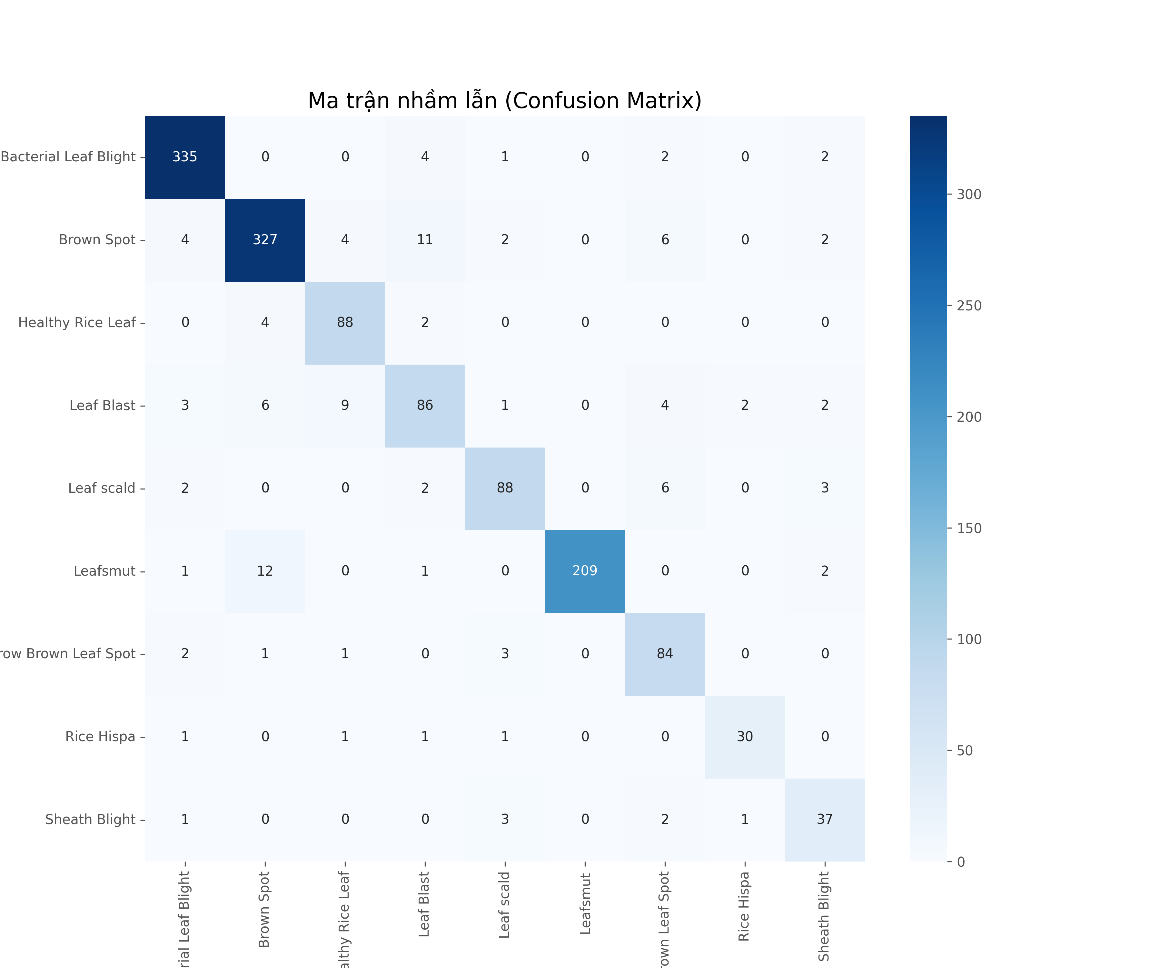 Ma trận nhầm lẫn (Confusion Matrix)
Bacterial Leaf Blight 335 0 0 4 1 0 2 0 2
Brown Spot 4 327 4 11 2 0 6 0 2
Healthy Rice Leaf 0 4 88 2 0 0 0 0 0
Leaf Blast 3 6 9 86 1 0 4 2 2
Leaf scald 2 0 0 2 88 0 6 0 3
Leafsmut 1 12 0 1 0 209 0 0 2
row Brown Leaf Spot 2 1 1 0 3 0 84 0 0
Rice Hispa 1 0 1 1 1 0 0 30 0
Sheath Blight 1 0 0 0 3 2 1 37
rial Leaf Blight
Brown Spot
althy Rice Leaf
Leaf Blast
Leaf scald
Leafsmut
rown Leaf Spot
Rice Hispa
Sheath Blight
300
250
200
150
100
50
0